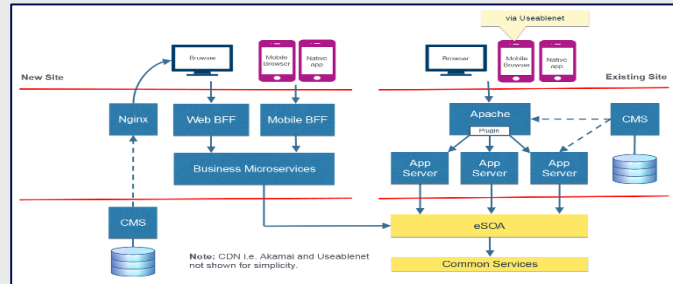 via Useablenet
Browser
Mobile
Browser
Native
app
Browser
Mobile
Browser
Native
app
New Site
Existing Site
Nginx
Web BFF
Mobile BFF
Apache
Plugin
CMS
Business Microservices
App
Server
App
Server
App
Server
CMS
eSOA
Note: CDN i.e. Akamai and Useablenet
not shown for simplicity.
Common Services